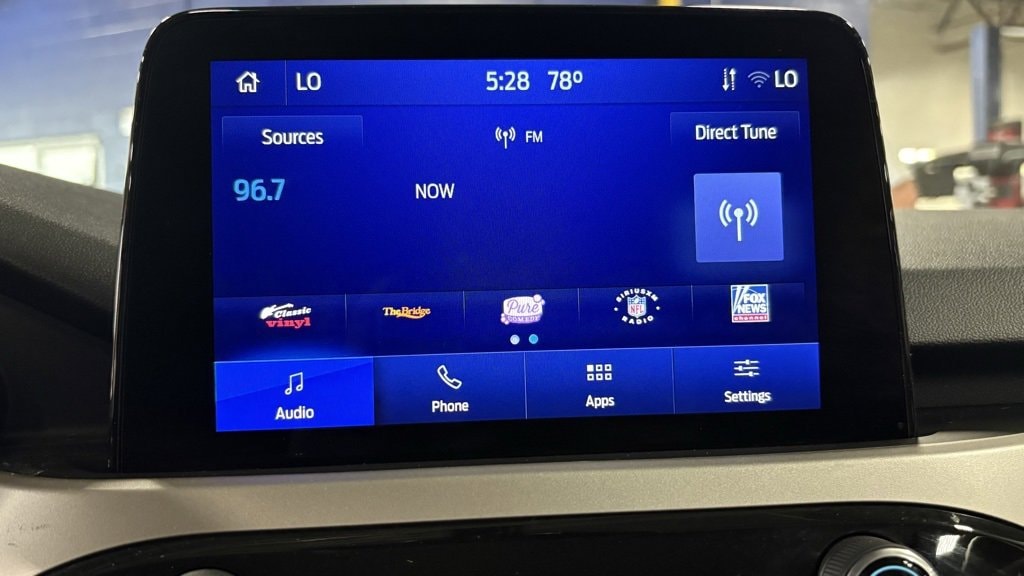 LO 5:28 78° LO
Sources FM Direct Tune
96.7 NOW
Classic vinyl The Bridge Pure COMEDY SIRIUSXM NFL RADIO FOX NEWS channel
Audio Phone Apps Settings